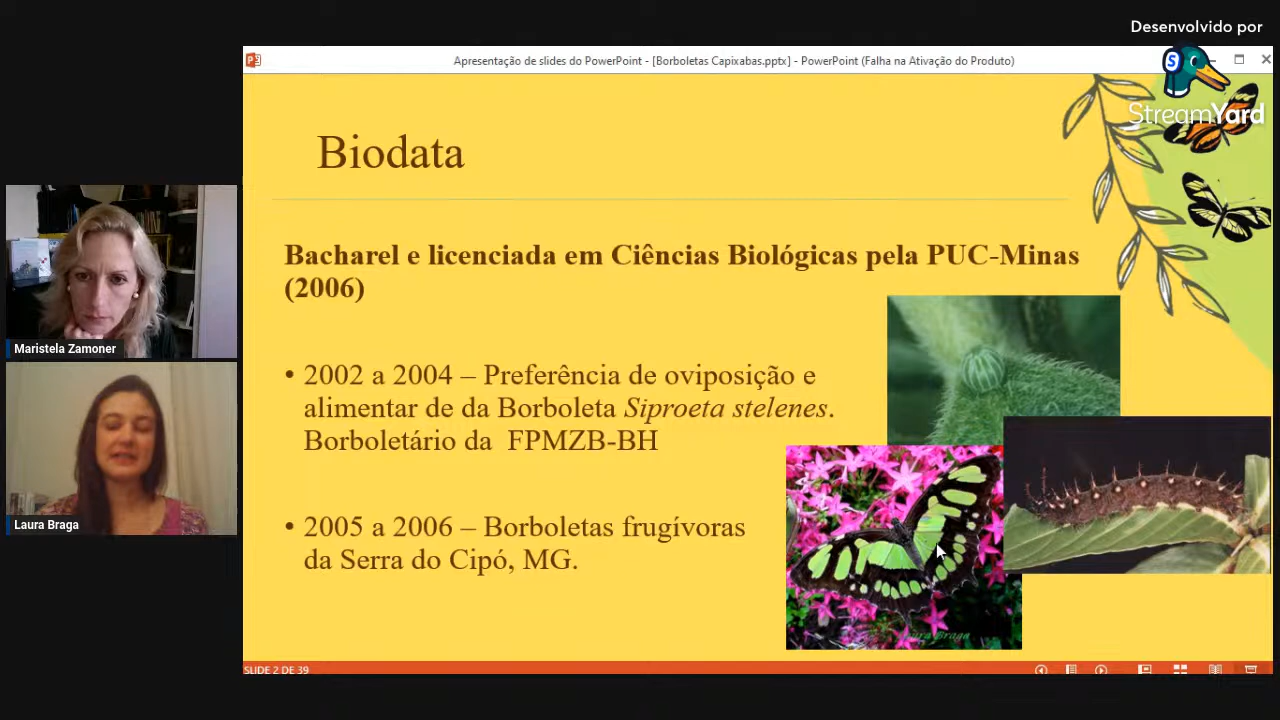 Desenvolvido por
StreamYard
Apresentação de slides do PowerPoint - [Borboletas Capixabas.pptx] - PowerPoint (Falha na Ativação do Produto)
Biodata
Bacharel e licenciada em Ciências Biológicas pela PUC-Minas
(2006)
• 2002 a 2004 – Preferência de oviposição e
alimentar de da Borboleta Siproeta stelenes.
Borboletário da FPMZB-BH
• 2005 a 2006 – Borboletas frugívoras
da Serra do Cipó, MG.
Laura Braga
Maristela Zamoner
Laura Braga
SLIDE 2 DE 39